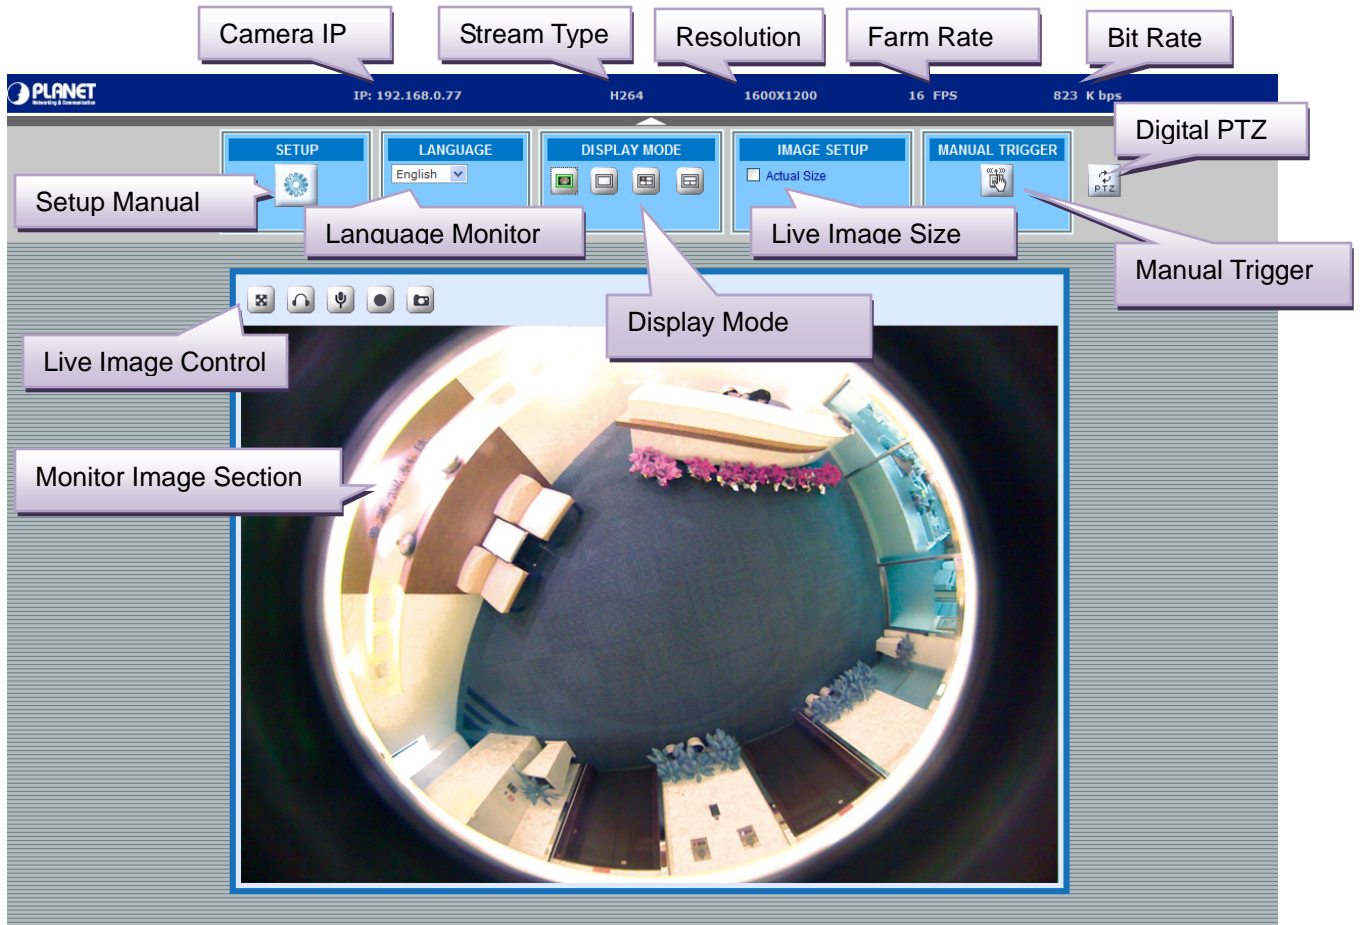 Camera IP
Stream Type
Resolution
Farm Rate
Bit Rate
PLANET
Networking & Communication
IP: 192.168.0.77
H264
1600X1200
16 FPS
823 K bps
Digital PTZ
SETUP
LANGUAGE
DISPLAY MODE
IMAGE SETUP
MANUAL TRIGGER
English
Actual Size
PTZ
Setup Manual
Language Monitor
Live Image Size
Manual Trigger
Display Mode
Live Image Control
Monitor Image Section